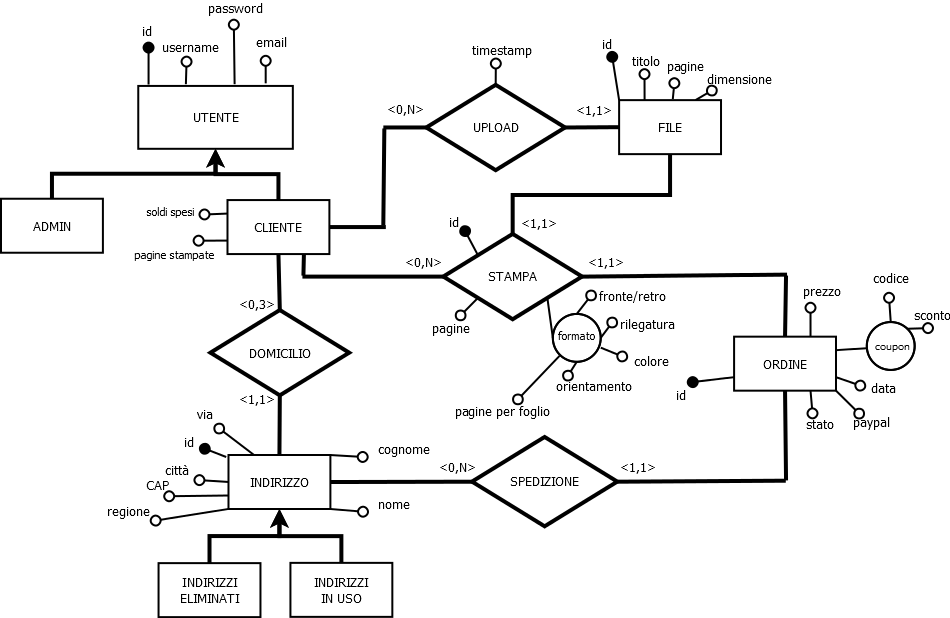 password
id
username
email
UTENTE
ADMIN
soldi spesi
CLIENTE
pagine stampate
<0,N>
timestamp
UPLOAD
<1,1>
id
titolo
pagine
dimensione
FILE
<1,1>
id
<0,N>
STAMPA
<1,1>
pagine
formato
fronte/retro
rilegatura
colore
orientamento
pagine per foglio
prezzo
codice
sconto
coupon
ORDINE
id
data
stato
paypal
<0,3>
DOMICILIO
<1,1>
via
id
città
CAP
regione
cognome
INDIRIZZO
nome
<0,N>
SPEDIZIONE
<1,1>
INDIRIZZI
ELIMINATI
INDIRIZZI
IN USO